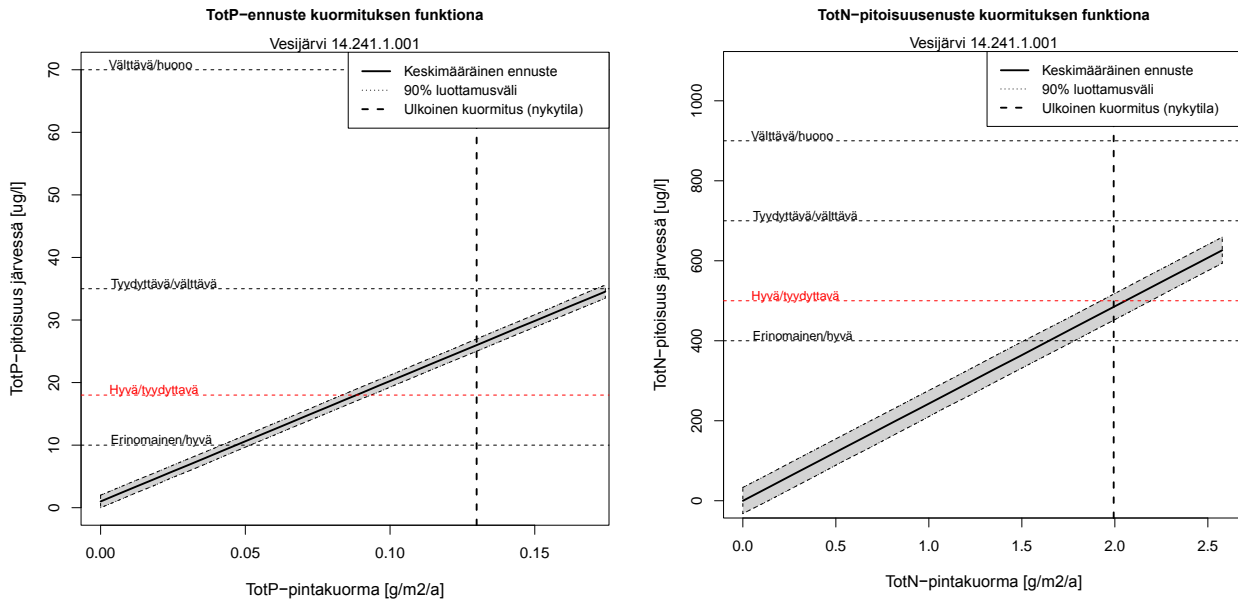 TotP−ennuste kuormituksen funktiona
Vesijärvi 14.241.1.001
Välttävä/huono
Keskimääräinen ennuste
90% luottamusväli
Ulkoinen kuormitus (nykytila)
Tyydyttävä/välttävä
Hyvä/tyydyttavä
Erinomainen/hyvä
TotP−pitoisuus järvessä [ug/l]
70
60
50
40
30
20
10
0
0.00 0.05 0.10 0.15
TotP−pintakuorma [g/m2/a]
TotN−pitoisuusenuste kuormituksen funktiona
Vesijärvi 14.241.1.001
Keskimääräinen ennuste
90% luottamusväli
Ulkoinen kuormitus (nykytila)
Välttävä/huono
Tyydyttävä/välttävä
Hyvä/tyydyttavä
Erinomainen/hyvä
TotN−pitoisuus järvessä [ug/l]
1000
800
600
400
200
0
0.0 0.5 1.0 1.5 2.0 2.5
TotN−pintakuorma [g/m2/a]